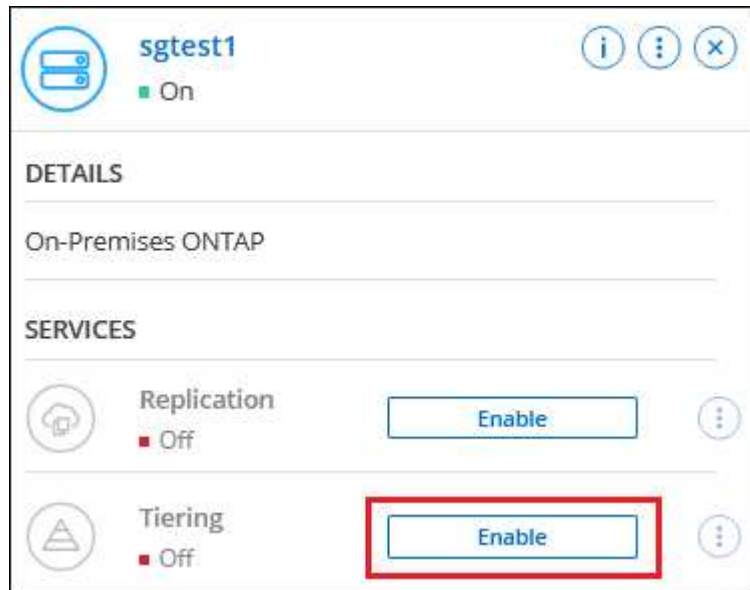 sgtest1
On
DETAILS
On-Premises ONTAP
SERVICES
Replication
Off
Enable
Tiering
Off
Enable